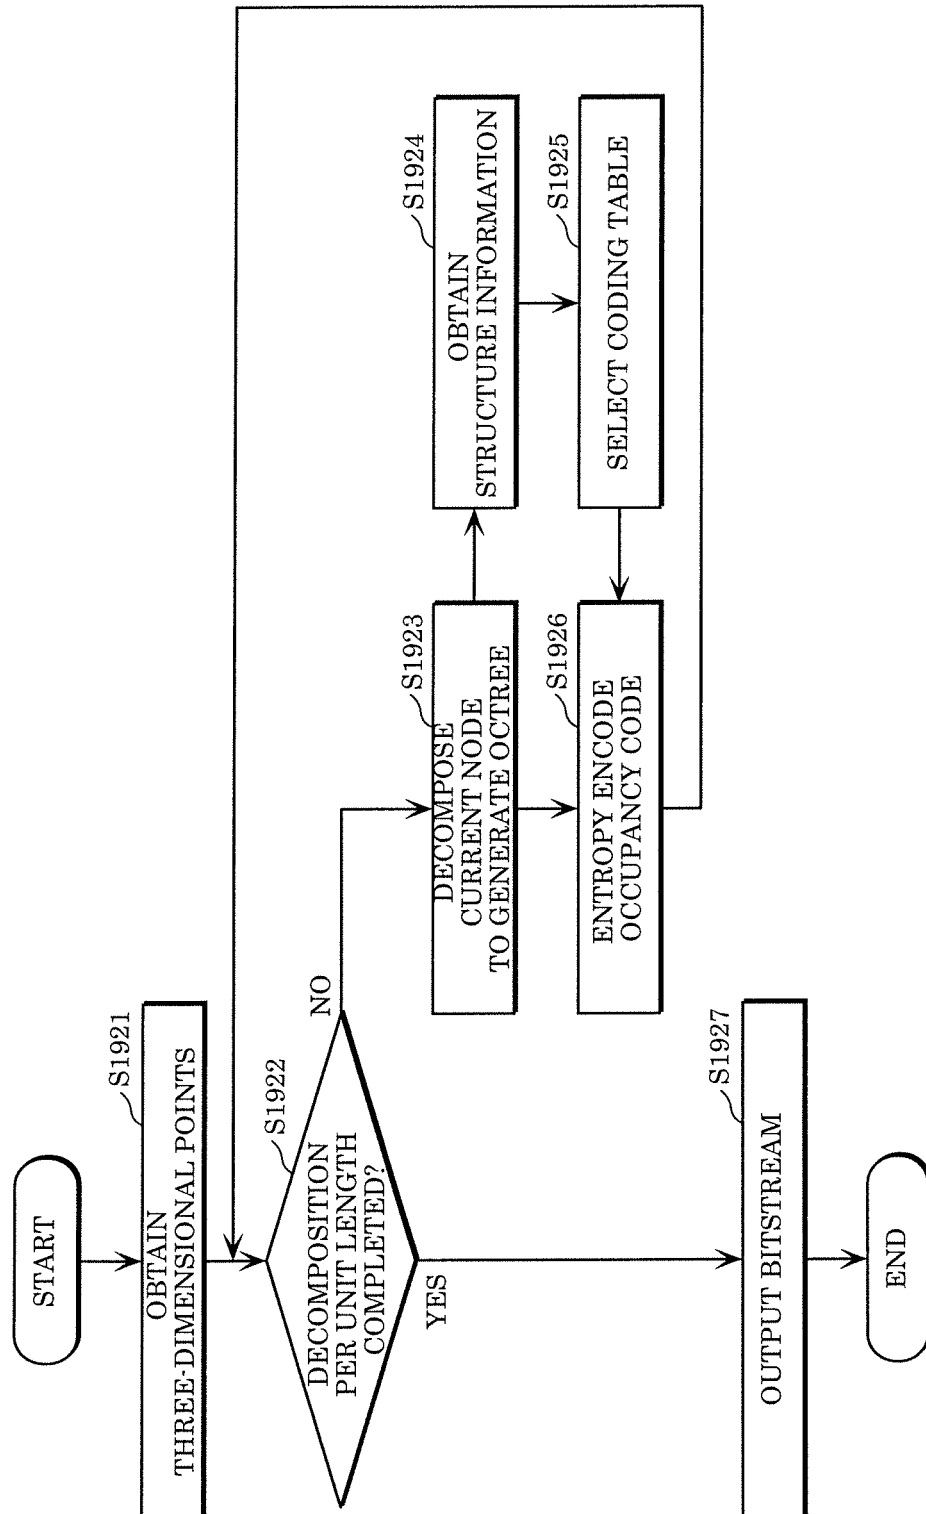 START
S1921
OBTAIN
THREE-DIMENSIONAL POINTS
S1922
DECOMPOSITION
PER UNIT LENGTH
COMPLETED?
NO
YES
S1923
DECOMPOSE
CURRENT NODE
TO GENERATE OCTREE
S1924
OBTAIN
STRUCTURE INFORMATION
S1925
SELECT CODING TABLE
S1926
ENTROPY ENCODE
OCCUPANCY CODE
S1927
OUTPUT BITSTREAM
END